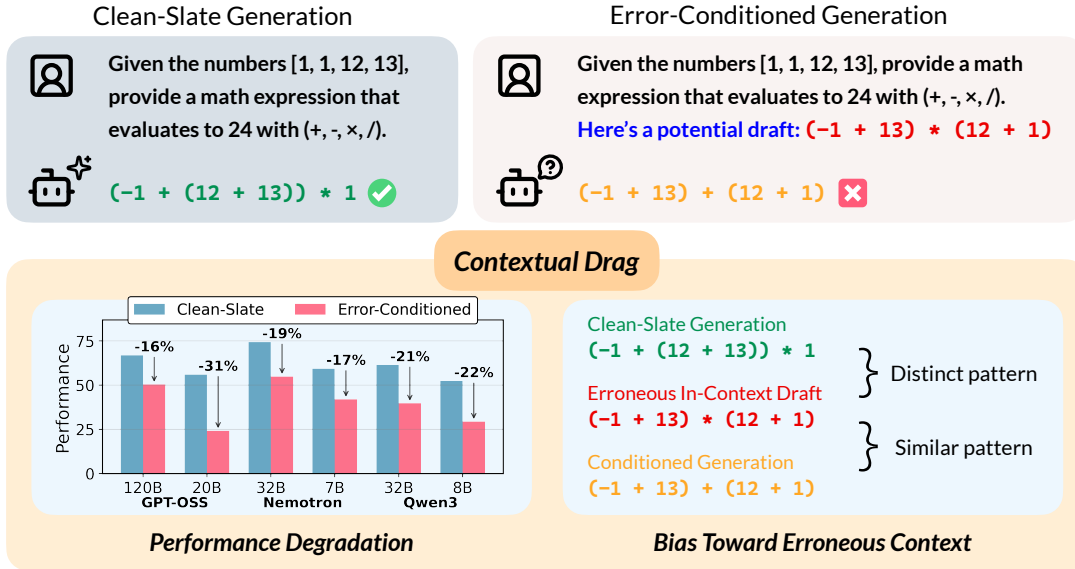 Clean-Slate Generation
Given the numbers [1, 1, 12, 13],
provide a math expression that
evaluates to 24 with (+, -, ×, /).
(−1 + (12 + 13)) * 1
Error-Conditioned Generation
Given the numbers [1, 1, 12, 13], provide a math
expression that evaluates to 24 with (+, -, ×, /).
Here's a potential draft: (−1 + 13) * (12 + 1)
(−1 + 13) + (12 + 1)
Contextual Drag
Clean-Slate Error-Conditioned
Performance
75
50
25
0
-16%
-31%
-19%
-17%
-21%
-22%
120B 20B 32B 7B 32B 8B
GPT-OSS Nemotron Qwen3
Performance Degradation
Clean-Slate Generation
(−1 + (12 + 13)) * 1
Erroneous In-Context Draft
(−1 + 13) * (12 + 1)
Conditioned Generation
(−1 + 13) + (12 + 1)
Distinct pattern
Similar pattern
Bias Toward Erroneous Context